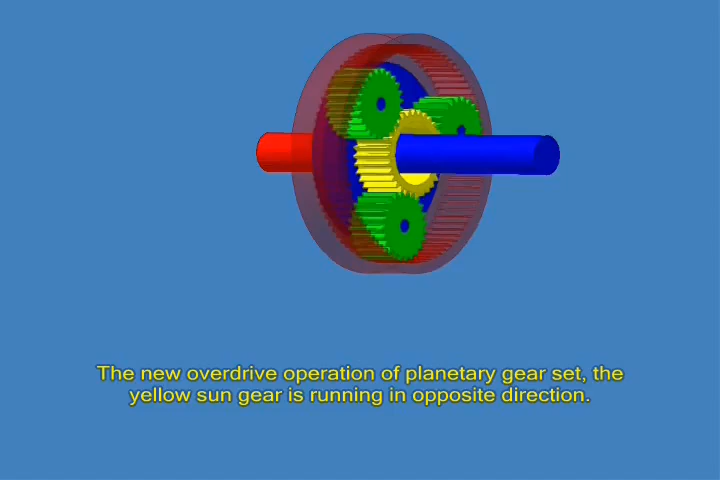 The new overdrive operation of planetary gear set, the
yellow sun gear is running in opposite direction.